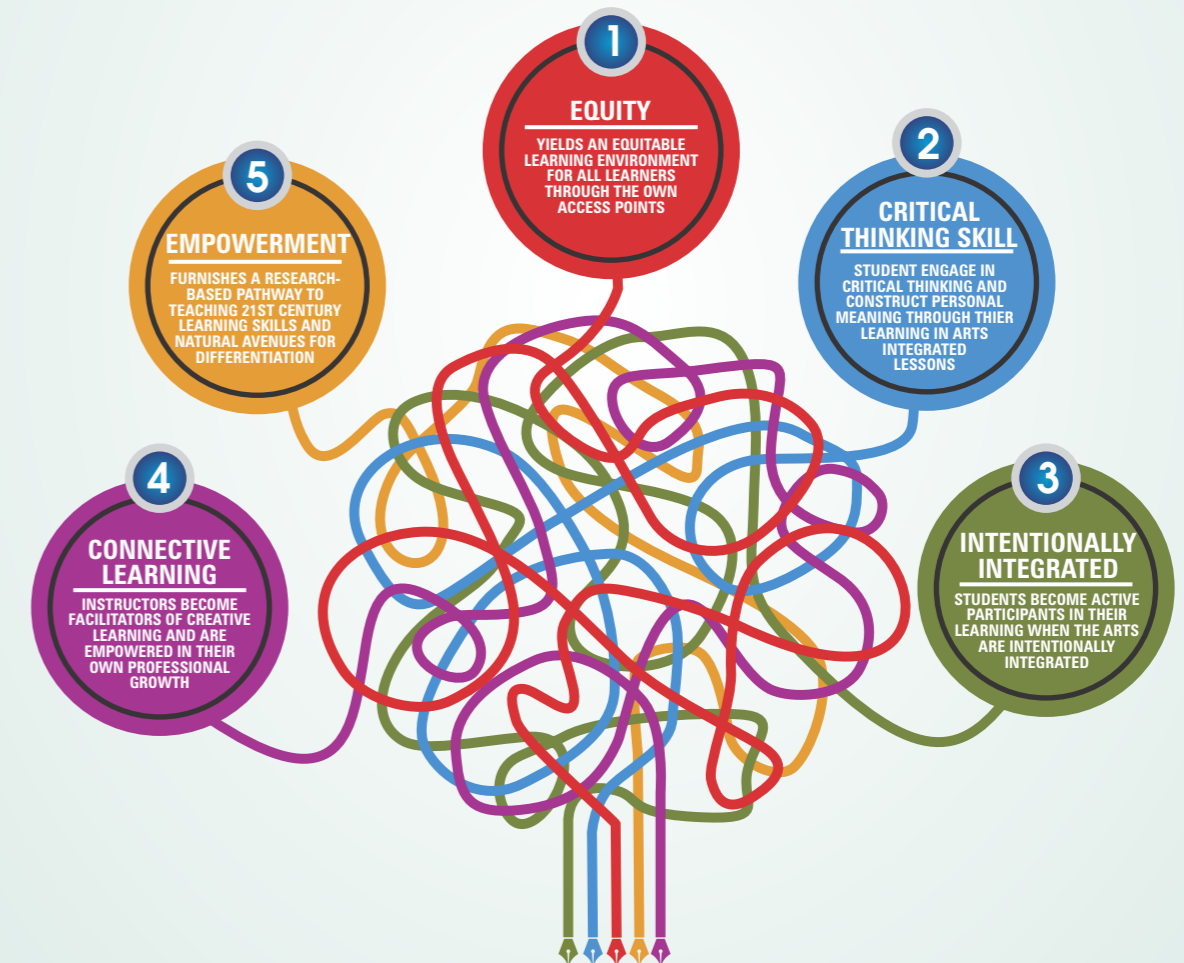 1
EQUITY
YIELDS AN EQUITABLE
LEARNING ENVIRONMENT
FOR ALL LEARNERS
THROUGH THE OWN
ACCESS POINTS
2
CRITICAL
THINKING SKILL
STUDENT ENGAGE IN
CRITICAL THINKING AND
CONSTRUCT PERSONAL
MEANING THROUGH THIER
LEARNING IN ARTS
INTEGRATED
LESSONS
3
INTENTIONALLY
INTEGRATED
STUDENTS BECOME ACTIVE
PARTICIPANTS IN THEIR
LEARNING WHEN THE ARTS
ARE INTENTIONALLY
INTEGRATED
4
CONNECTIVE
LEARNING
INSTRUCTORS BECOME
FACILITATORS OF CREATIVE
LEARNING AND ARE
EMPOWERED IN THEIR
OWN PROFESSIONAL
GROWTH
5
EMPOWERMENT
FURNISHES A RESEARCH-
BASED PATHWAY TO
TEACHING 21ST CENTURY
LEARNING SKILLS AND
NATURAL AVENUES FOR
DIFFERENTIATION